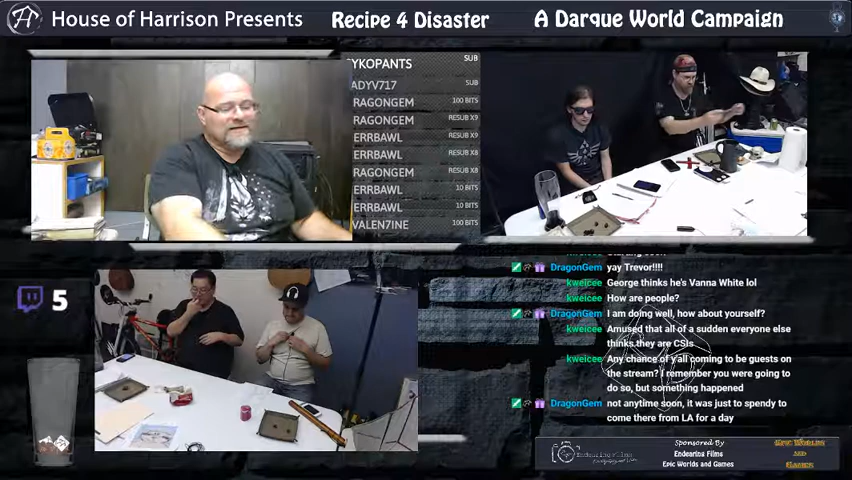 House of Harrison Presents
Recipe 4 Disaster
A Darque World Campaign
YKOPANTS SUB
ADYV717 SUB
RAGONGEM 100 BITS
RAGONGEM RESUB X9
ERRBAWL RESUB X9
ERRBAWL RESUB X8
RAGONGEM RESUB X8
ERRBAWL 10 BITS
ERRBAWL 10 BITS
VALEN7INE 100 BITS
5
DragonGem yay Trevor!!!!
kweicee George thinks he's Vanna White lol
kweicee How are people?
DragonGem I am doing well, how about yourself?
kweicee Amused that all of a sudden everyone else
thinks they are CSIs
kweicee Any chance of y'all coming to be guests on
the stream? I remember you were going to
do so, but something happened
DragonGem not anytime soon, it was just to spendy to
come there from LA for a day
Sponsored By
Endearing Films
Epic Worlds and Games
Endearing Films
Epic Worlds
and
Games